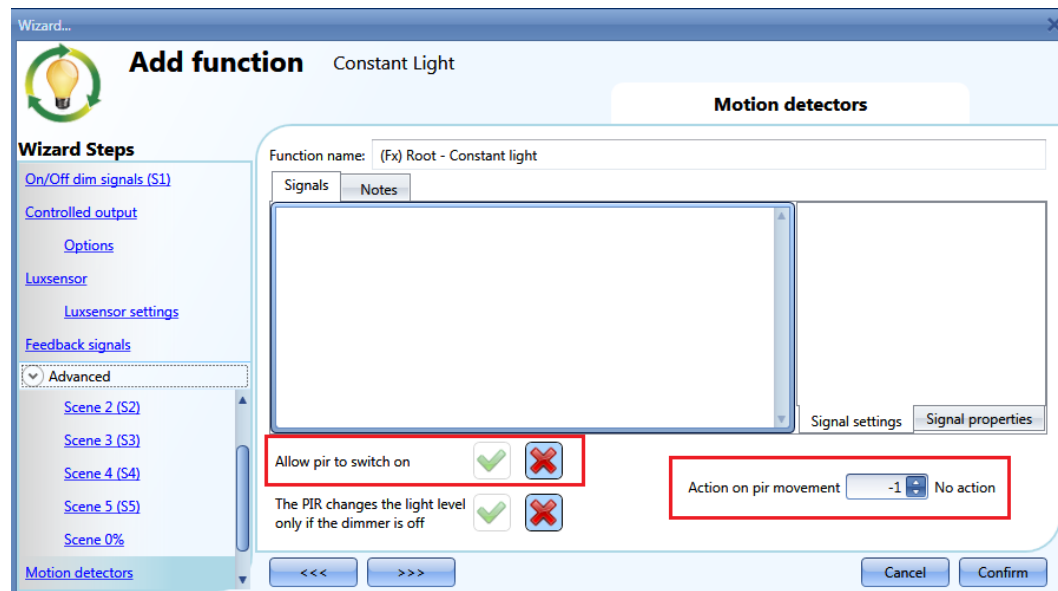 Wizard...
Add function Constant Light
Motion detectors
Wizard Steps
On/Off dim signals (S1)
Controlled output
Options
Luxsensor
Luxsensor settings
Feedback signals
Advanced
Scene 2 (S2)
Scene 3 (S3)
Scene 4 (S4)
Scene 5 (S5)
Scene 0%
Motion detectors
Function name: (Fx) Root - Constant light
Signals Notes
Signal settings Signal properties
Allow pir to switch on
Action on pir movement -1 No action
The PIR changes the light level
only if the dimmer is off
<<< >>> Cancel Confirm